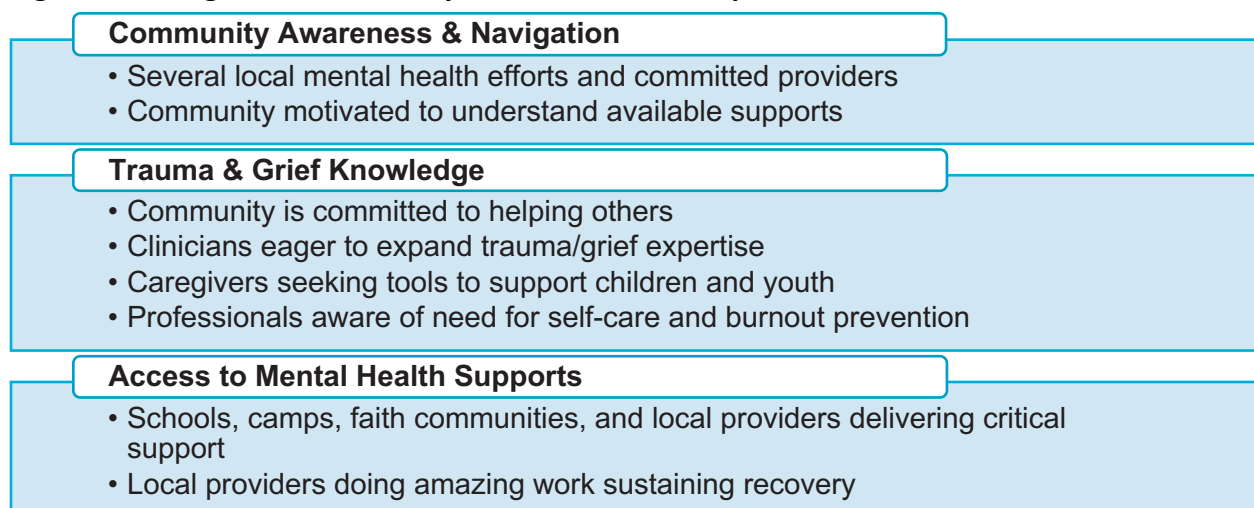 Community Awareness & Navigation
• Several local mental health efforts and committed providers
• Community motivated to understand available supports
Trauma & Grief Knowledge
• Community is committed to helping others
• Clinicians eager to expand trauma/grief expertise
• Caregivers seeking tools to support children and youth
• Professionals aware of need for self-care and burnout prevention
Access to Mental Health Supports
• Schools, camps, faith communities, and local providers delivering critical
support
• Local providers doing amazing work sustaining recovery